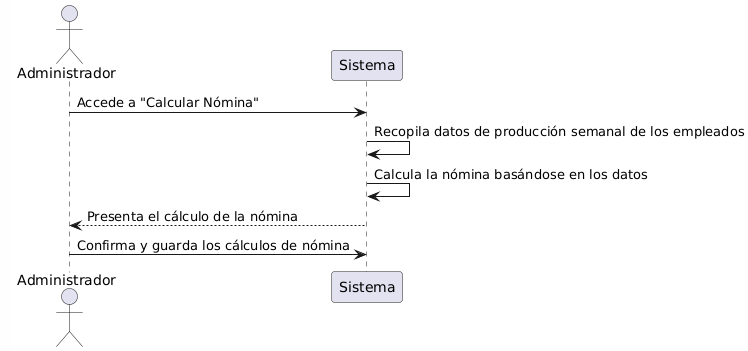 Administrador
Sistema
Accede a "Calcular Nómina"
Recopila datos de producción semanal de los empleados
Calcula la nómina basándose en los datos
Presenta el cálculo de la nómina
Confirma y guarda los cálculos de nómina
Administrador
Sistema